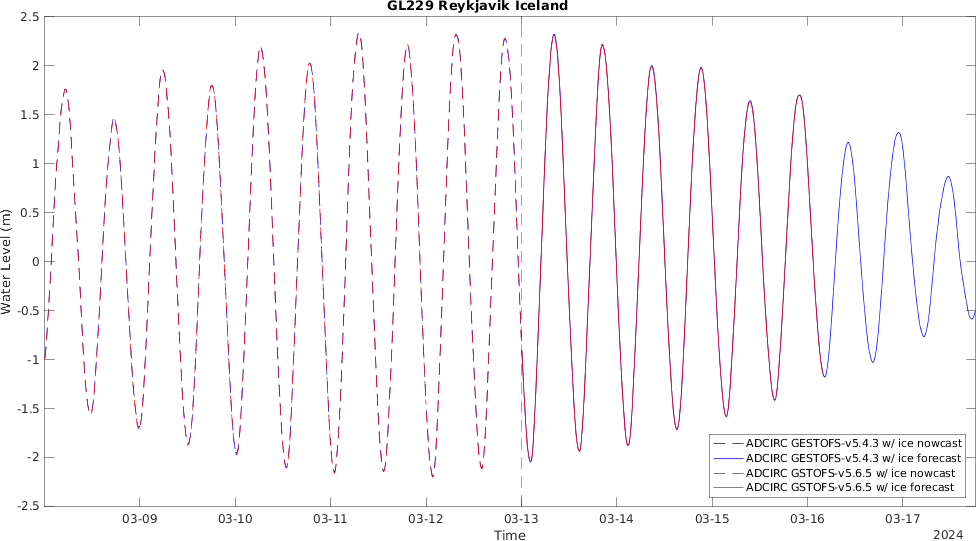 GL229 Reykjavik Iceland
2.5
2
1.5
1
0.5
0
-0.5
-1
-1.5
-2
-2.5
Water Level (m)
ADCIRC GESTOFS-v5.4.3 w/ ice nowcast
ADCIRC GESTOFS-v5.4.3 w/ ice forecast
ADCIRC GSTOFS-v5.6.5 w/ ice nowcast
ADCIRC GSTOFS-v5.6.5 w/ ice forecast
03-09 03-10 03-11 03-12 03-13 03-14 03-15 03-16 03-17
Time
2024